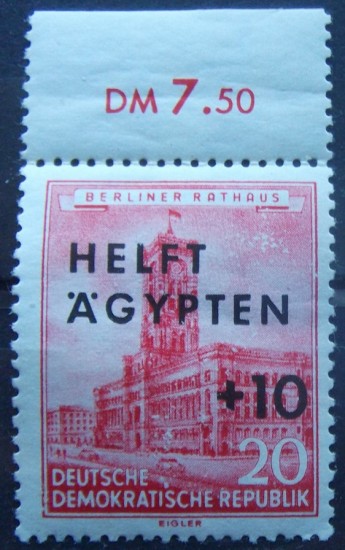 DM 7.50
BERLINER RATHAUS
HELFT
ÄGYPTEN
+10
20
DEUTSCHE
DEMOKRATISCHE REPUBLIK
EIGLER